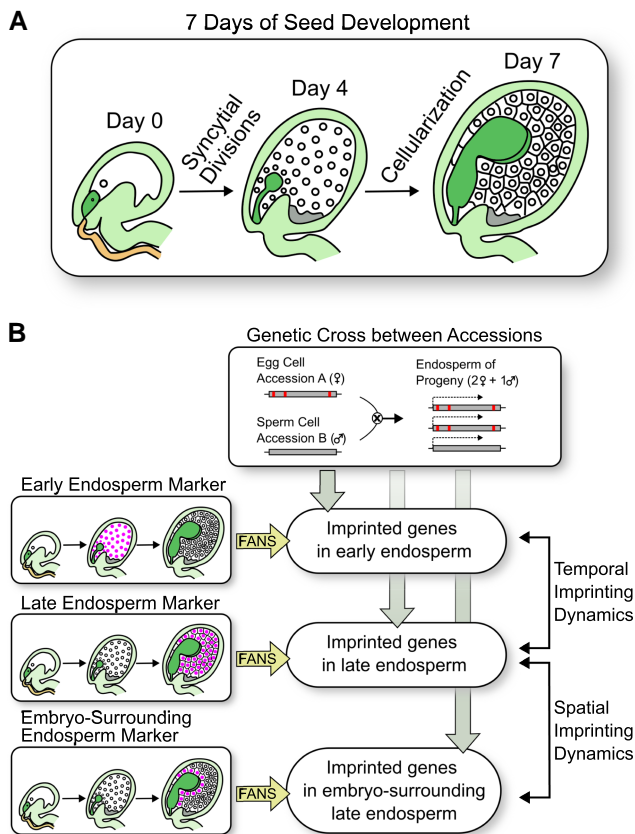 A
7 Days of Seed Development
Day 0
Syncytial
Divisions
Day 4
Cellularization
Day 7
B
Genetic Cross between Accessions
Egg Cell
Accession A (♀)
Sperm Cell
Accession B (♂)
Endosperm of
Progeny (2♀ + 1♂)
Early Endosperm Marker
FANS
Imprinted genes
in early endosperm
Temporal
Imprinting
Dynamics
Late Endosperm Marker
FANS
Imprinted genes
in late endosperm
Spatial
Imprinting
Dynamics
Embryo-Surrounding
Endosperm Marker
FANS
Imprinted genes
in embryo-surrounding
late endosperm